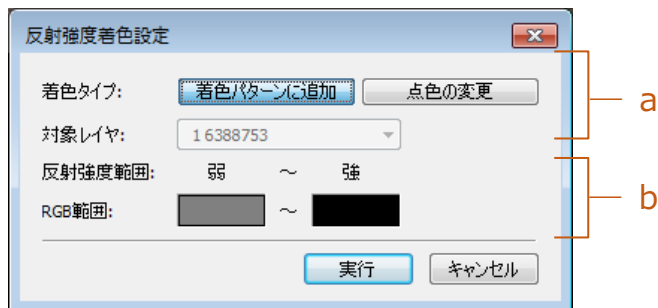 反射強度着色設定
着色タイプ: 着色パターンに追加 点色の変更
a
対象レイヤ: 16388753
反射強度範囲: 弱 ～ 強
b
RGB範囲: ～
実行 キャンセル